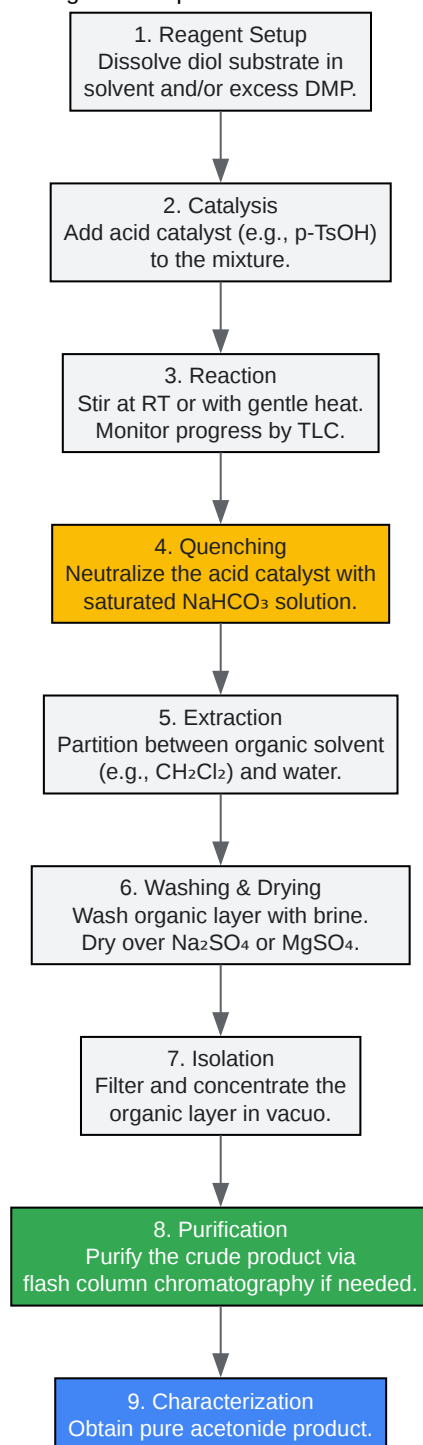 1. Reagent Setup
Dissolve diol substrate in
solvent and/or excess DMP.
2. Catalysis
Add acid catalyst (e.g., p-TsOH)
to the mixture.
3. Reaction
Stir at RT or with gentle heat.
Monitor progress by TLC.
4. Quenching
Neutralize the acid catalyst with
saturated NaHCO₃ solution.
5. Extraction
Partition between organic solvent
(e.g., CH₂Cl₂) and water.
6. Washing & Drying
Wash organic layer with brine.
Dry over Na₂SO₄ or MgSO₄.
7. Isolation
Filter and concentrate the
organic layer in vacuo.
8. Purification
Purify the crude product via
flash column chromatography if needed.
9. Characterization
Obtain pure acetonide product.